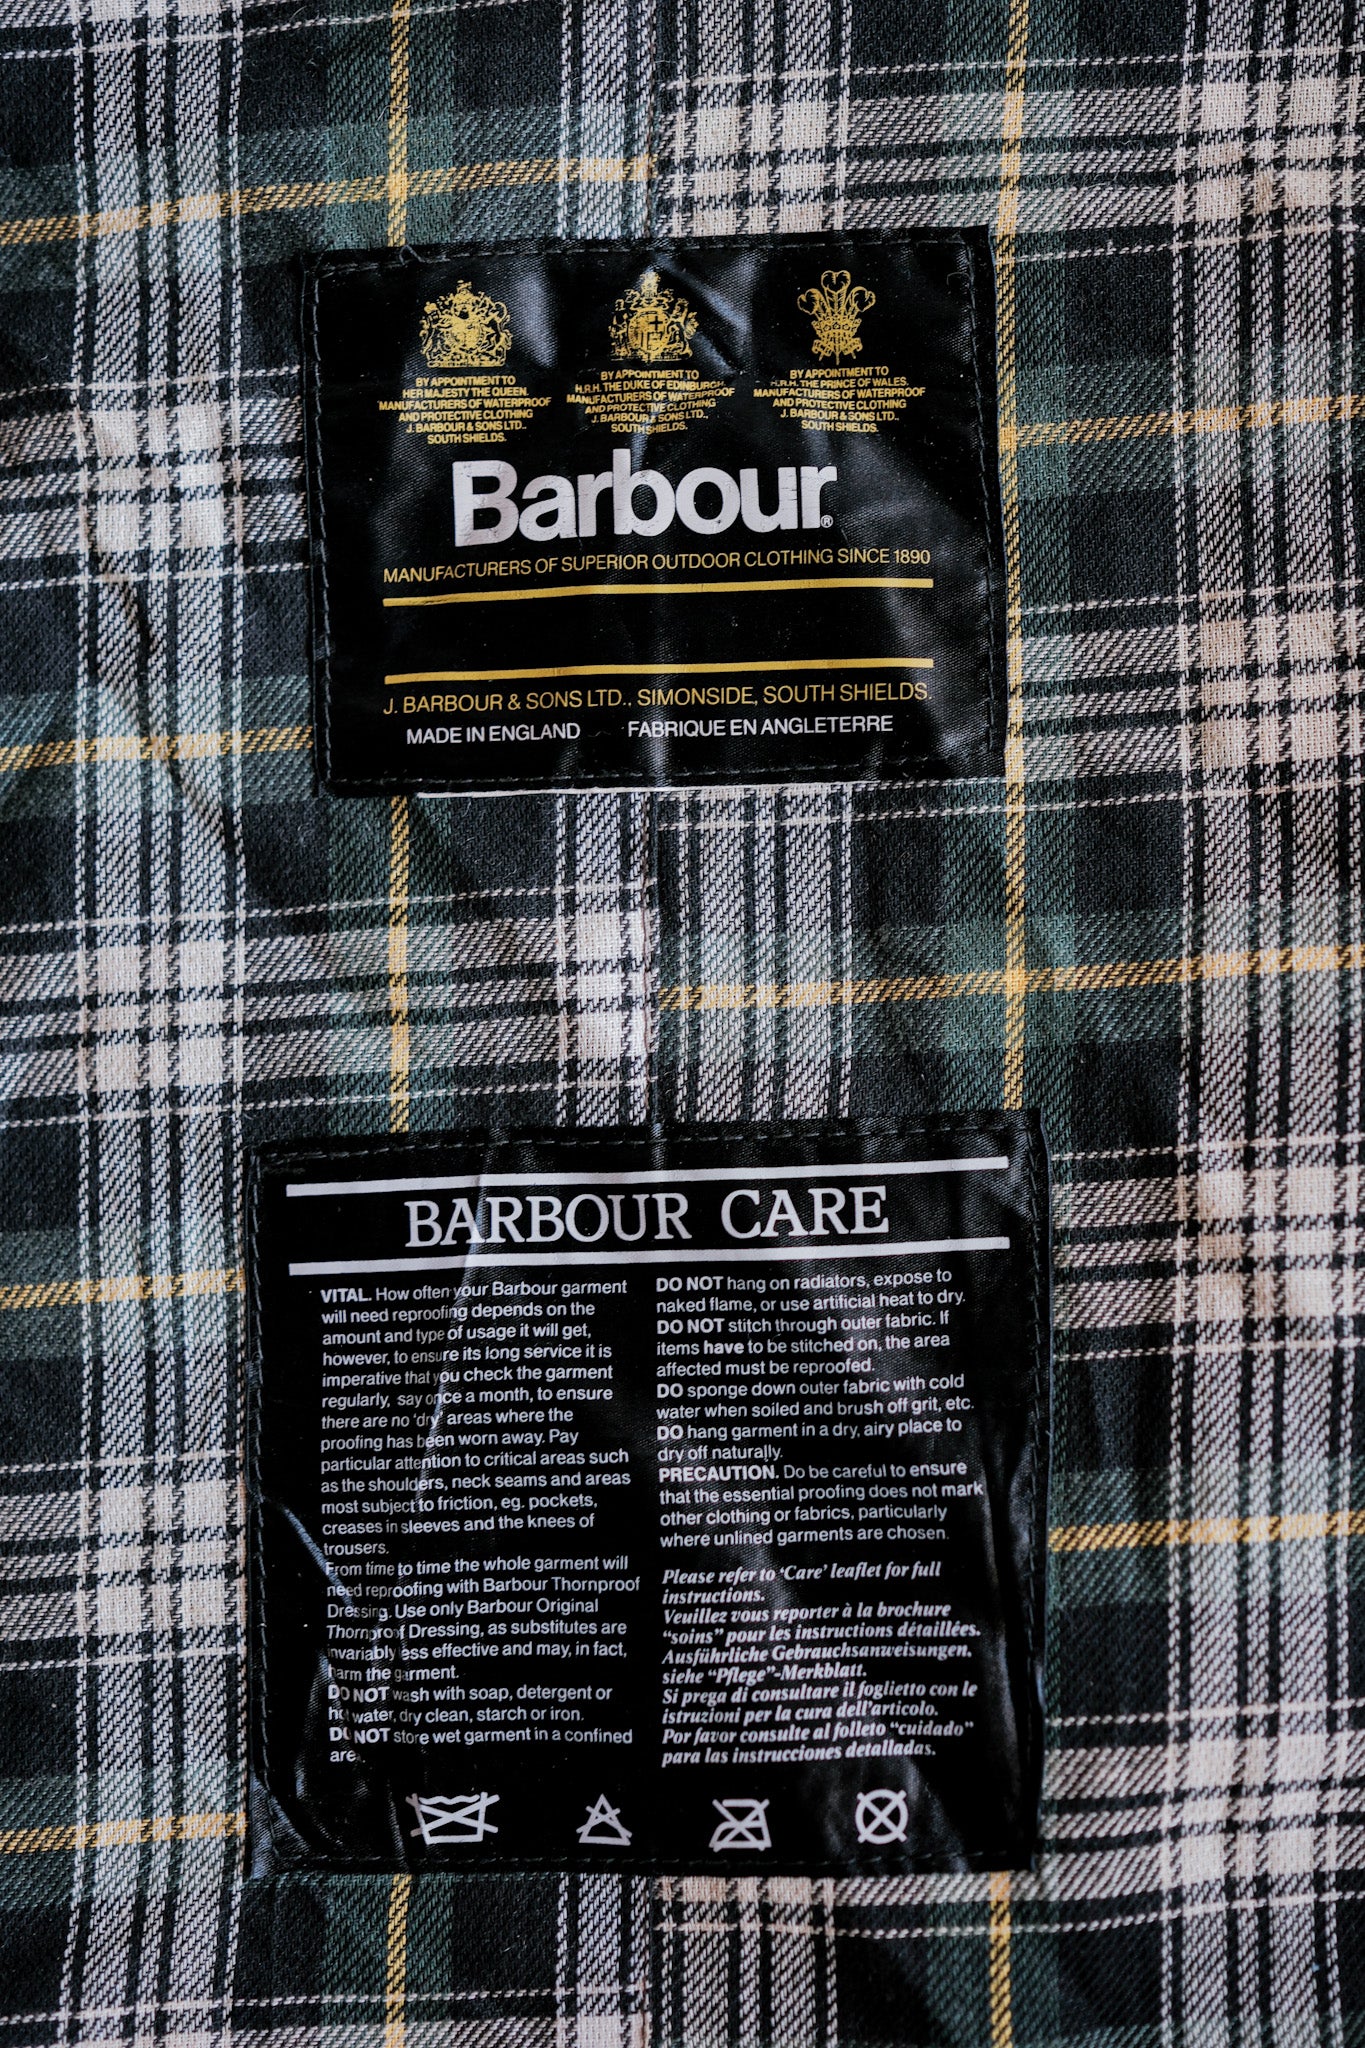 BY APPOINTMENT TO
HER MAJESTY THE QUEEN
MANUFACTURERS OF WATERPROOF
AND PROTECTIVE CLOTHING
J. BARBOUR & SONS LTD.,
SOUTH SHIELDS.
BY APPOINTMENT TO
H.R.H. THE DUKE OF EDINBURGH.
MANUFACTURERS OF WATERPROOF
AND PROTECTIVE CLOTHING
J. BARBOUR & SONS LTD.,
SOUTH SHIELDS.
BY APPOINTMENT TO
H.R.H. THE PRINCE OF WALES.
MANUFACTURERS OF WATERPROOF
AND PROTECTIVE CLOTHING
J. BARBOUR & SONS LTD.,
SOUTH SHIELDS.
Barbour®
MANUFACTURERS OF SUPERIOR OUTDOOR CLOTHING SINCE 1890
J. BARBOUR & SONS LTD., SIMONSIDE, SOUTH SHIELDS.
MADE IN ENGLAND FABRIQUE EN ANGLETERRE
BARBOUR CARE
VITAL. How often your Barbour garment
will need reproofing depends on the
amount and type of usage it will get,
however, to ensure its long service it is
imperative that you check the garment
regularly, say once a month, to ensure
there are no 'dry' areas where the
proofing has been worn away. Pay
particular attention to critical areas such
as the shoulders, neck seams and areas
most subject to friction, eg. pockets,
creases in sleeves and the knees of
trousers.
From time to time the whole garment will
need reproofing with Barbour Thornproof
Dressing. Use only Barbour Original
Thornproof Dressing, as substitutes are
invariably less effective and may, in fact,
harm the garment.
DO NOT wash with soap, detergent or
hot water, dry clean, starch or iron.
DO NOT store wet garment in a confined
area.
DO NOT hang on radiators, expose to
naked flame, or use artificial heat to dry.
DO NOT stitch through outer fabric. If
items have to be stitched on, the area
affected must be reproofed.
DO sponge down outer fabric with cold
water when soiled and brush off grit, etc.
DO hang garment in a dry, airy place to
dry off naturally.
PRECAUTION. Do be careful to ensure
that the essential proofing does not mark
other clothing or fabrics, particularly
where unlined garments are chosen.
Please refer to 'Care' leaflet for full
instructions.
Veuillez vous reporter à la brochure
"soins" pour les instructions détaillées.
Ausführliche Gebrauchsanweisungen,
siehe "Pflege"-Merkblatt.
Si prega di consultare il foglietto con le
istruzioni per la cura dell'articolo.
Por favor consulte al folleto "cuidado"
para las instrucciones detalladas.